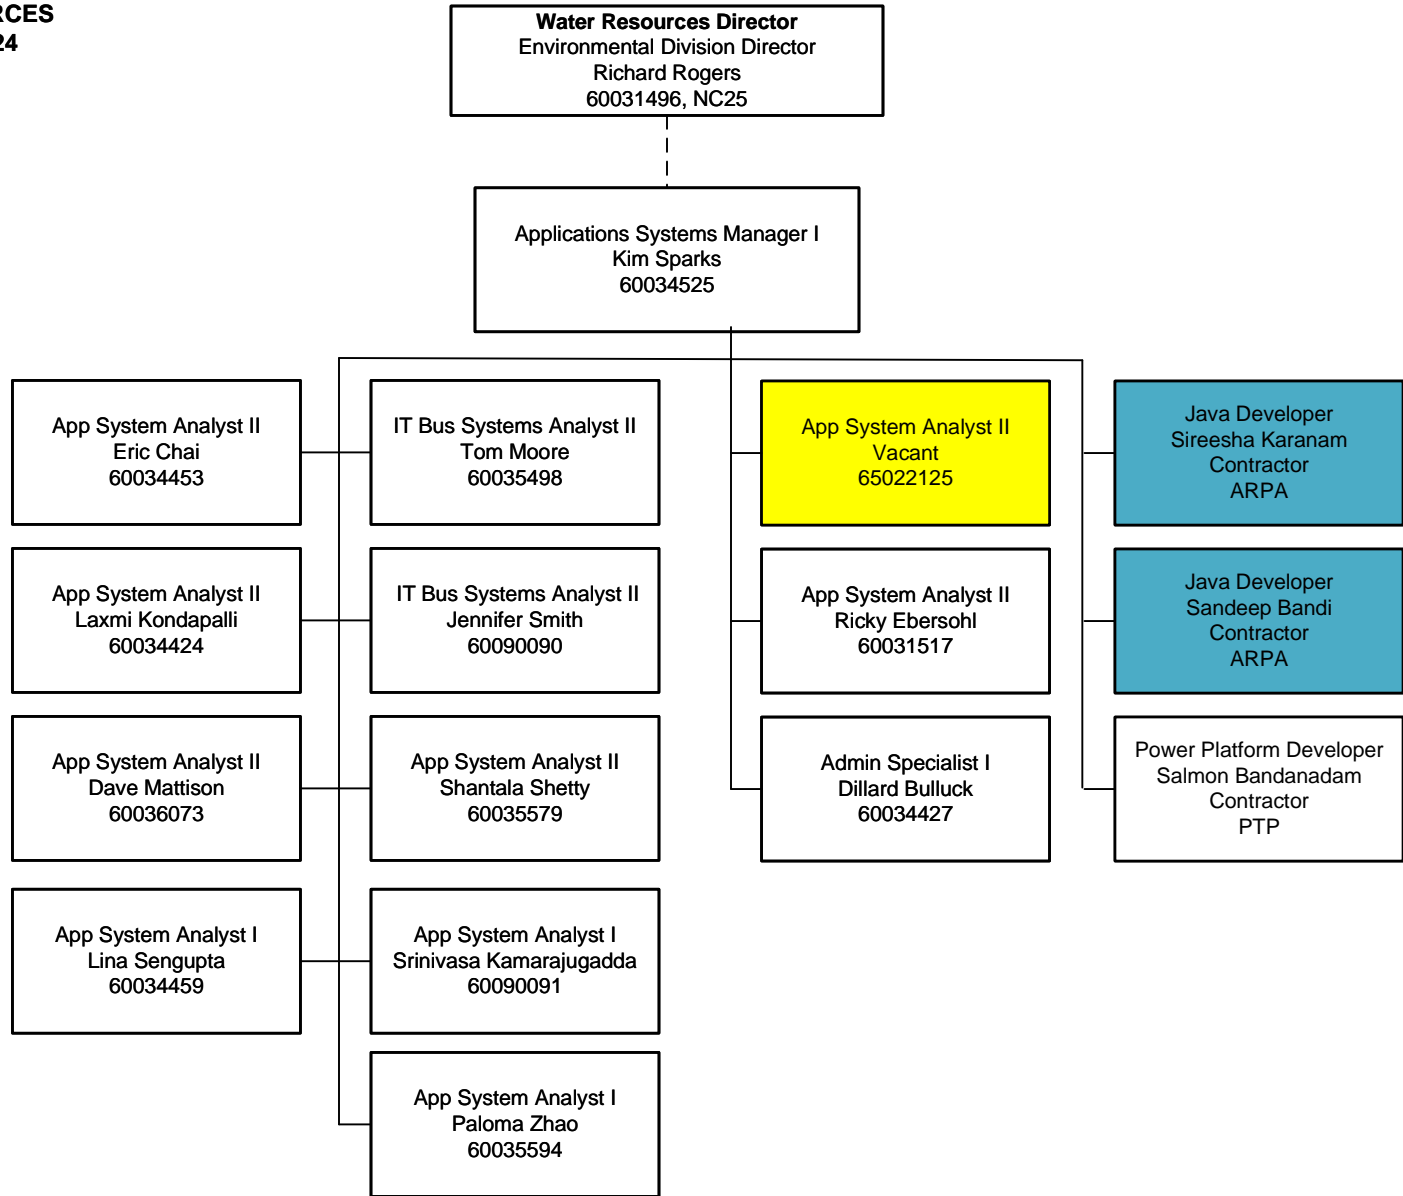 Water Resources Director
Environmental Division Director
Richard Rogers
60031496, NC25
Applications Systems Manager I
Kim Sparks
60034525
App System Analyst II
Eric Chai
60034453
IT Bus Systems Analyst II
Tom Moore
60035498
App System Analyst II
Vacant
65022125
Java Developer
Sireesha Karanam
Contractor
ARPA
App System Analyst II
Laxmi Kondapalli
60034424
IT Bus Systems Analyst II
Jennifer Smith
60090090
App System Analyst II
Ricky Ebersohl
60031517
Java Developer
Sandeep Bandi
Contractor
ARPA
App System Analyst II
Dave Mattison
60036073
App System Analyst II
Shantala Shetty
60035579
Admin Specialist I
Dillard Bulluck
60034427
Power Platform Developer
Salmon Bandanadam
Contractor
PTP
App System Analyst I
Lina Sengupta
60034459
App System Analyst I
Srinivasa Kamarajugadda
60090091
App System Analyst I
Paloma Zhao
60035594